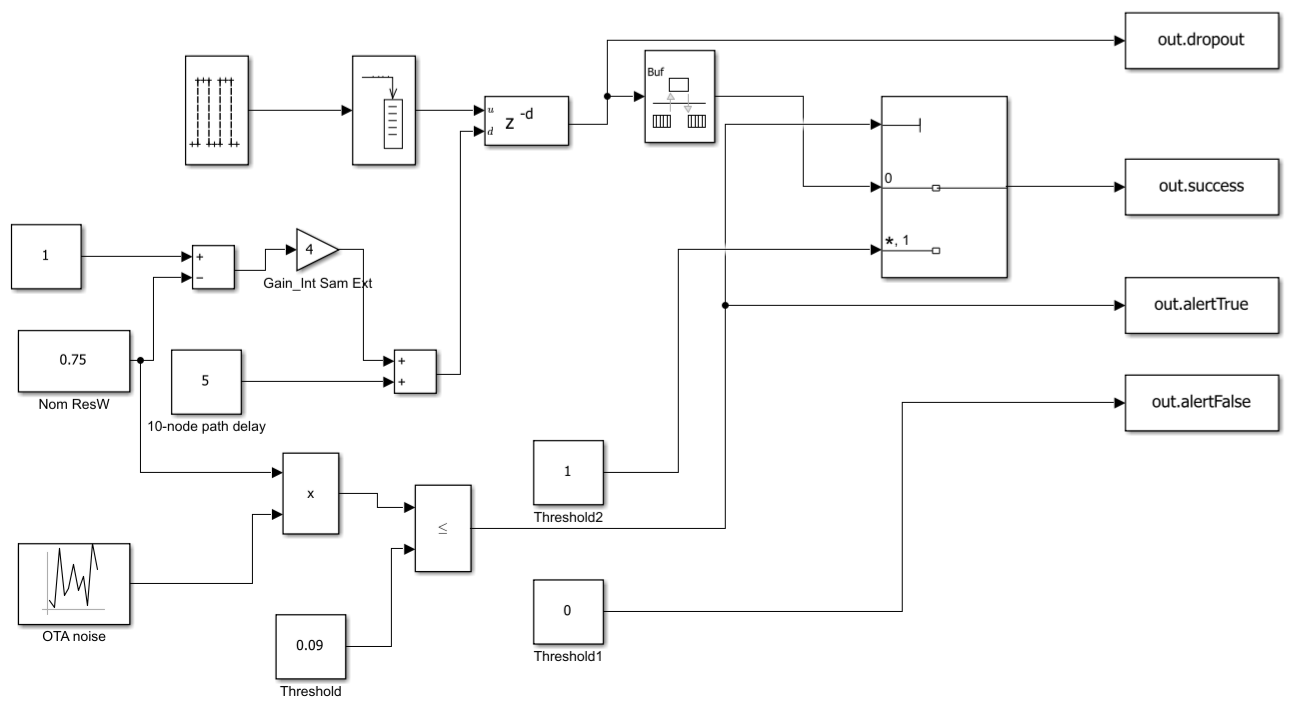 out.dropout
Buf
u
d
z -d
0
out.success
*, 1
1
+
−
4
Gain_Int Sam Ext
out.alertTrue
0.75
Nom ResW
5
10-node path delay
+
+
out.alertFalse
x
≤
1
Threshold2
OTA noise
0.09
Threshold
0
Threshold1